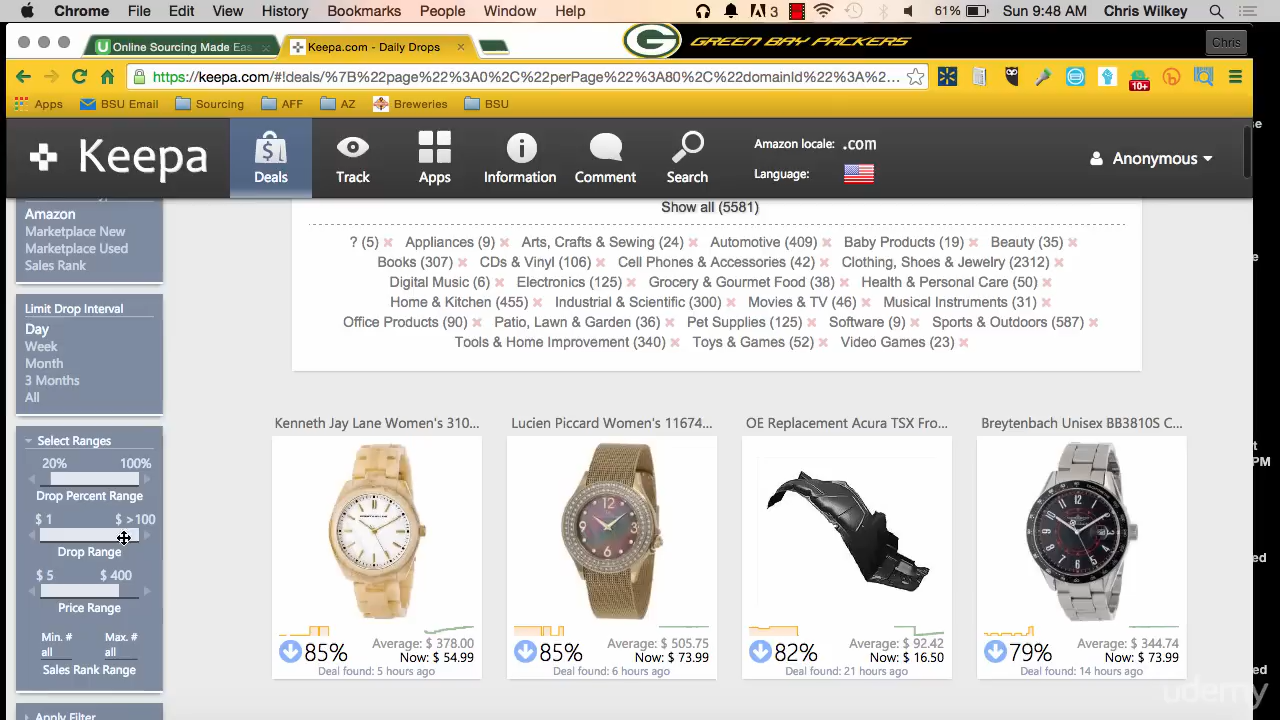 Chrome File Edit View History Bookmarks People Window Help 3 61% Sun 9:48 AM Chris Wilkey
Online Sourcing Made Eas Keepa.com - Daily Drops G GREEN BAY PACKERS Chris
https://keepa.com/#!deals/%7B%22page%22%3A0%2C%22perPage%22%3A80%2C%22domainId%22%3A%2... 10+
Apps BSU Email Sourcing AFF AZ Breweries BSU
Keepa Deals Track Apps Information Comment Search
Amazon locale: .com
Language:
Anonymous
Amazon
Marketplace New
Marketplace Used
Sales Rank
Limit Drop Interval
Day
Week
Month
3 Months
All
Select Ranges
20% 100%
Drop Percent Range
$ 1 $ >100
Drop Range
$ 5 $ 400
Price Range
Min. # Max. #
all all
Sales Rank Range
Apply Filter
Show all (5581)
? (5) Appliances (9) Arts, Crafts & Sewing (24) Automotive (409) Baby Products (19) Beauty (35)
Books (307) CDs & Vinyl (106) Cell Phones & Accessories (42) Clothing, Shoes & Jewelry (2312)
Digital Music (6) Electronics (125) Grocery & Gourmet Food (38) Health & Personal Care (50)
Home & Kitchen (455) Industrial & Scientific (300) Movies & TV (46) Musical Instruments (31)
Office Products (90) Patio, Lawn & Garden (36) Pet Supplies (125) Software (9) Sports & Outdoors (587)
Tools & Home Improvement (340) Toys & Games (52) Video Games (23)
Kenneth Jay Lane Women's 310...
85%
Average: $ 378.00
Now: $ 54.99
Deal found: 5 hours ago
Lucien Piccard Women's 11674...
85%
Average: $ 505.75
Now: $ 73.99
Deal found: 6 hours ago
OE Replacement Acura TSX Fro...
82%
Average: $ 92.42
Now: $ 16.50
Deal found: 21 hours ago
Breytenbach Unisex BB3810S C...
79%
Average: $ 344.74
Now: $ 73.99
Deal found: 14 hours ago
udemy